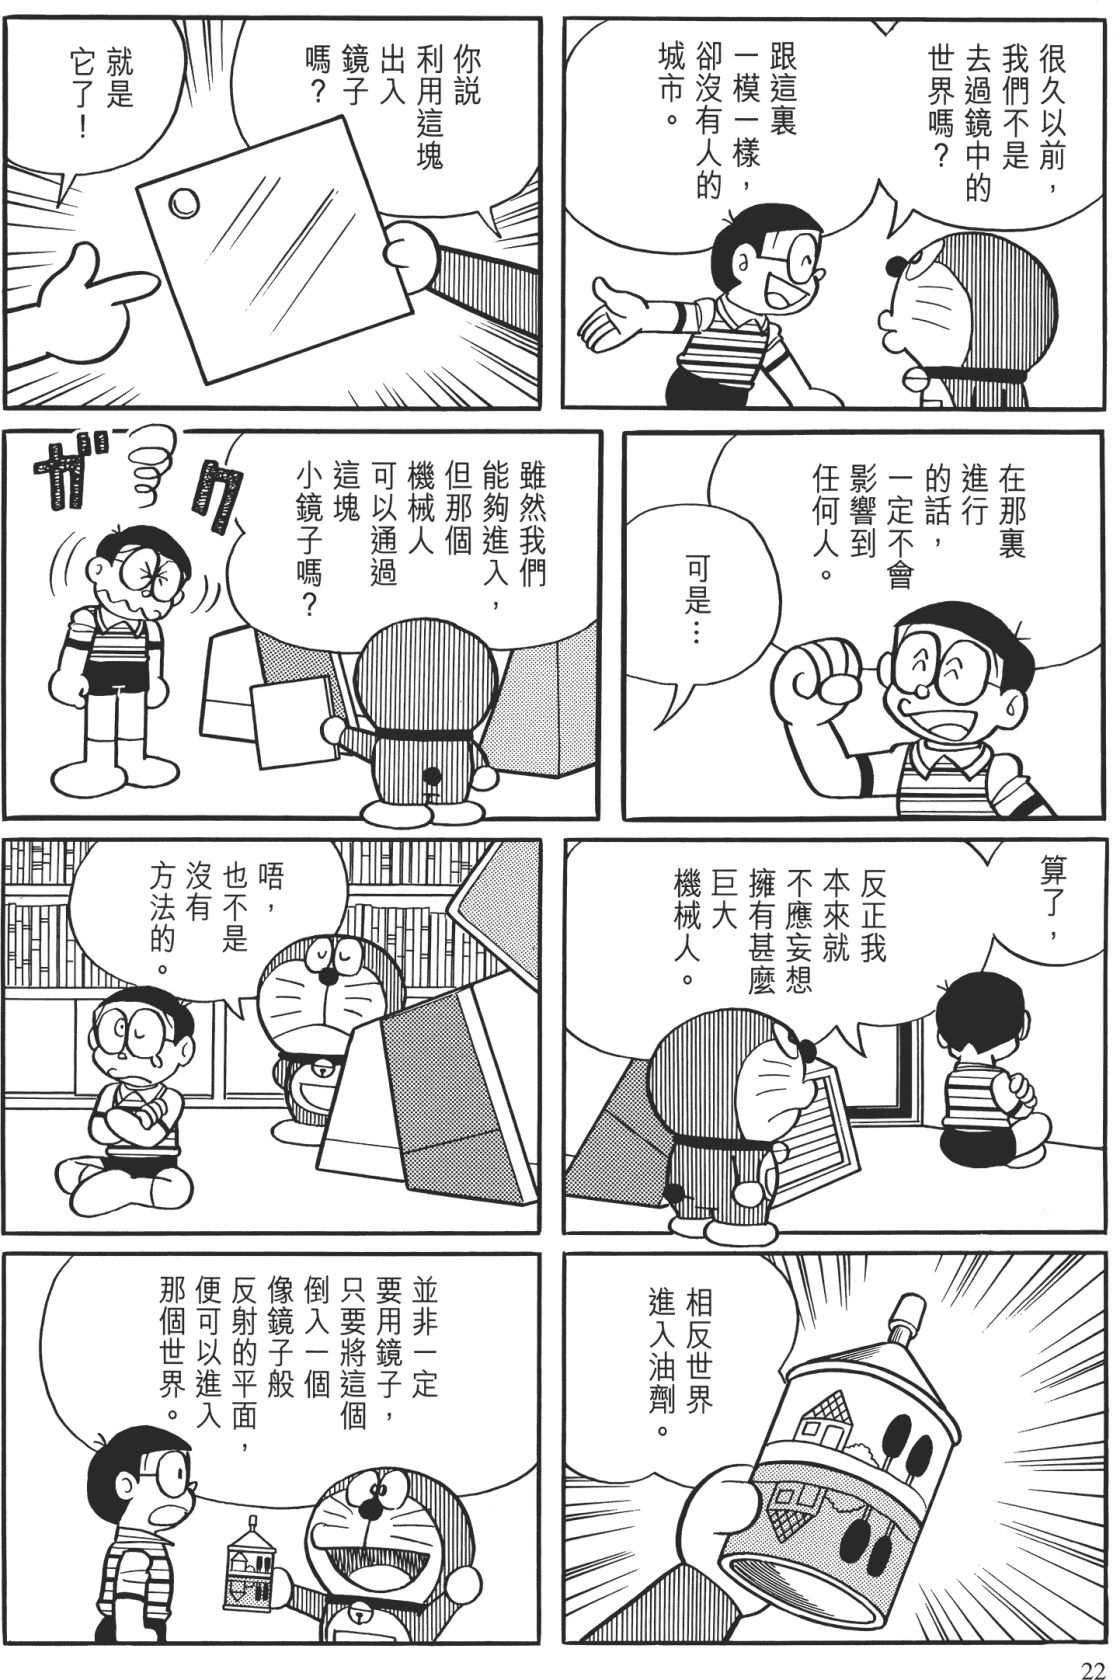 很久以前，
我們不是
去過鏡中的
世界嗎？
跟這裏
一模一樣，
卻沒有人的
城市。
你説
利用這塊
出入
鏡子
嗎？
就是
它了！
在那裏
進行
的話，
一定不會
影響到
任何人。
可是…
雖然我們
能夠進入，
但那個
機械人
可以通過
這塊
小鏡子嗎？
ガク
算了，
反正我
本來就
不應妄想
擁有甚麼
巨大
機械人。
唔，
也不是
沒有
方法的。
相反世界
進入油劑。
並非一定
要用鏡子，
只要將這個
倒入一個
像鏡子般
反射的平面，
便可以進入
那個世界。
22